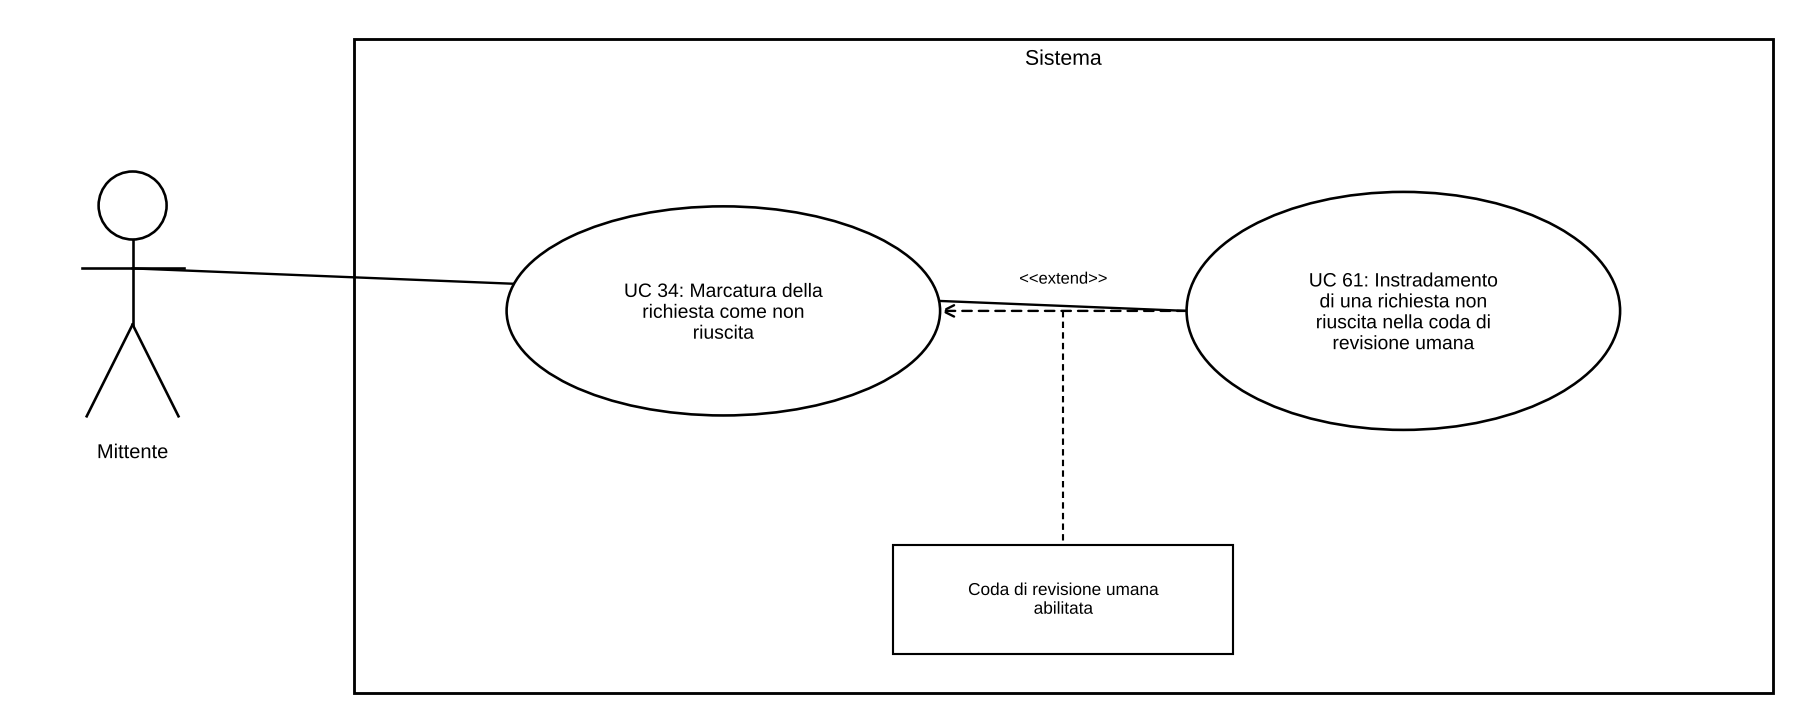 Sistema
Mittente
UC 34: Marcatura della
richiesta come non
riuscita
<<extend>>
UC 61: Instradamento
di una richiesta non
riuscita nella coda di
revisione umana
Coda di revisione umana
abilitata